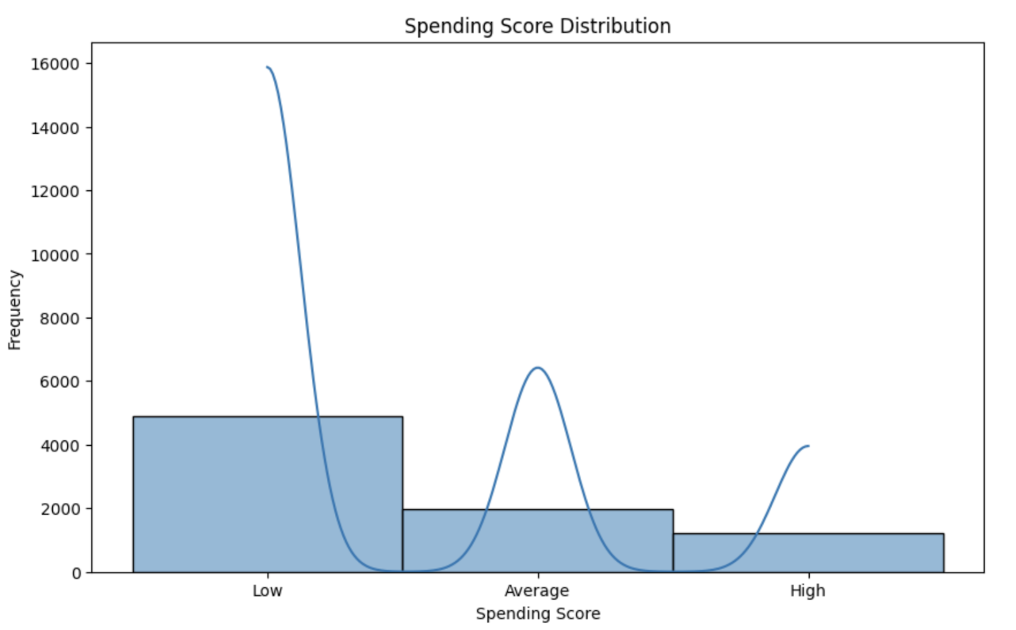 Spending Score Distribution
Frequency
16000
14000
12000
10000
8000
6000
4000
2000
0
Low Average High
Spending Score